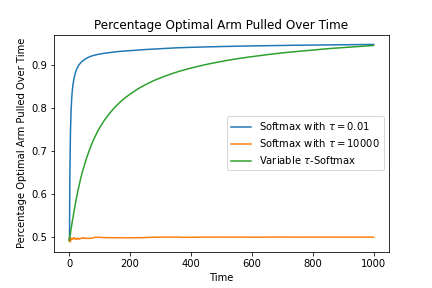 Percentage Optimal Arm Pulled Over Time
Percentage Optimal Arm Pulled Over Time
0.9
0.8
0.7
0.6
0.5
Softmax with τ = 0.01
Softmax with τ = 10000
Variable τ-Softmax
0
200
400
600
800
1000
Time